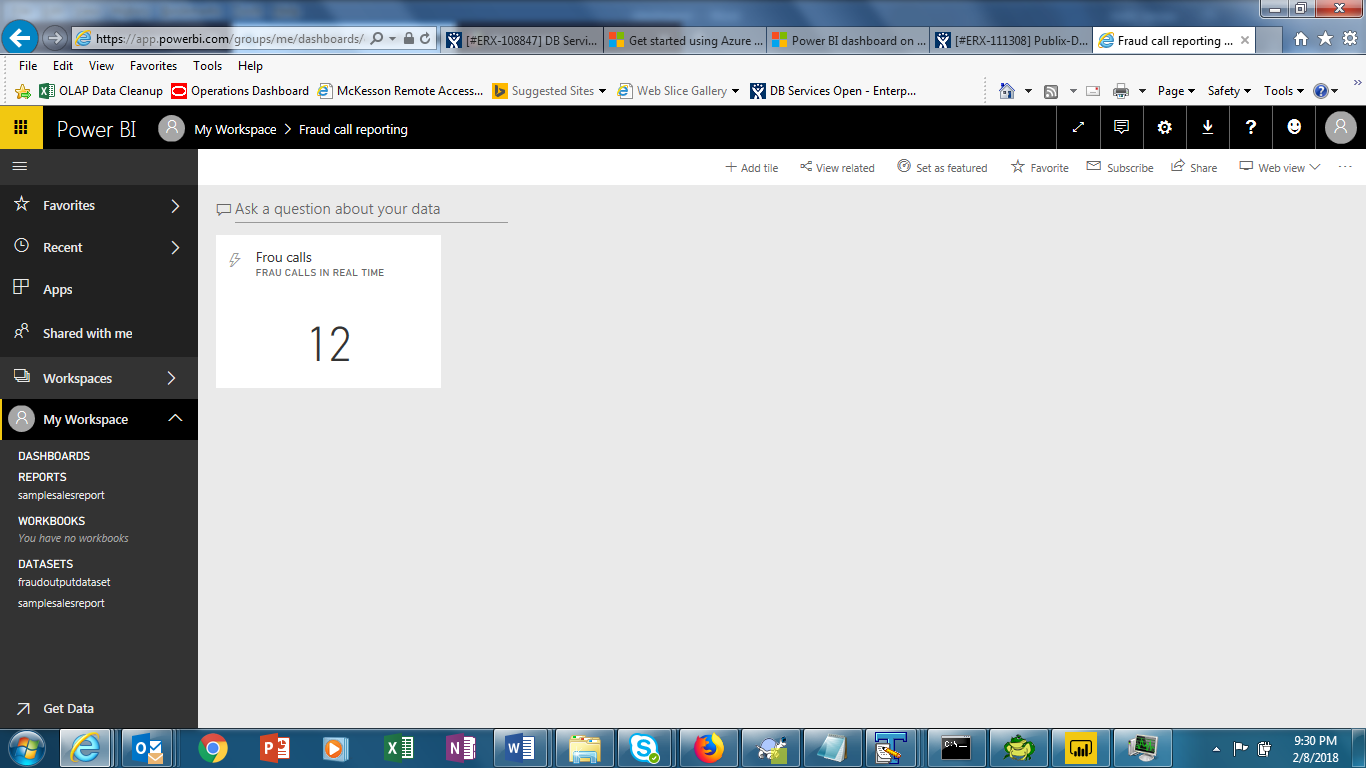 https://app.powerbi.com/groups/me/dashboards/
[#ERX-108847] DB Servi...
Get started using Azure ...
Power BI dashboard on ...
[#ERX-111308] Publix-D...
Fraud call reporting ...
File Edit View Favorites Tools Help
OLAP Data Cleanup Operations Dashboard McKesson Remote Access... Suggested Sites Web Slice Gallery DB Services Open - Enterp... Page Safety Tools
Power BI My Workspace > Fraud call reporting
+ Add tile View related Set as featured Favorite Subscribe Share Web view ...
Favorites
Recent
Apps
Shared with me
Workspaces
My Workspace
DASHBOARDS
REPORTS
samplesalesreport
WORKBOOKS
You have no workbooks
DATASETS
fraudoutputdataset
samplesalesreport
Get Data
Ask a question about your data
Frou calls
FRAU CALLS IN REAL TIME
12
9:30 PM
2/8/2018